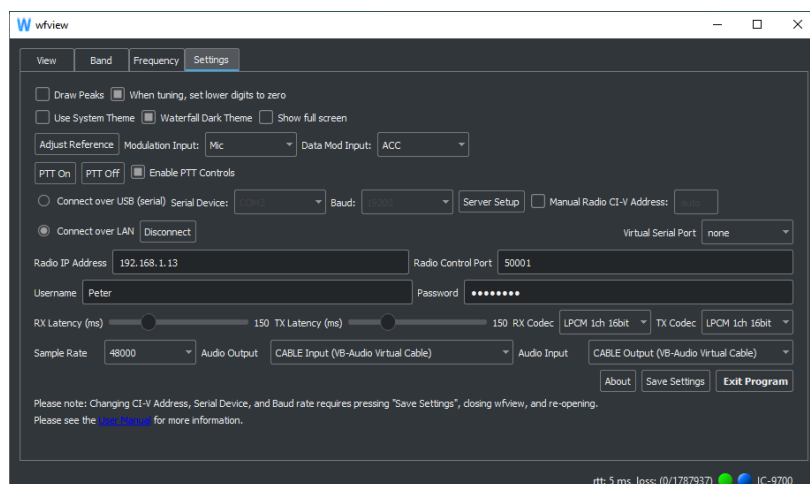 wfview
View Band Frequency Settings
Draw Peaks When tuning, set lower digits to zero
Use System Theme Waterfall Dark Theme Show full screen
Adjust Reference Modulation Input: Mic Data Mod Input: ACC
PTT On PTT Off Enable PTT Controls
Connect over USB (serial) Serial Device: COM2 Baud: 19200 Server Setup Manual Radio CI-V Address: auto
Connect over LAN Disconnect Virtual Serial Port none
Radio IP Address 192.168.1.13 Radio Control Port 50001
Username Peter Password ●●●●●●●●
RX Latency (ms) 150 TX Latency (ms) 150 RX Codec LPCM 1ch 16bit TX Codec LPCM 1ch 16bit
Sample Rate 48000 Audio Output CABLE Input (VB-Audio Virtual Cable) Audio Input CABLE Output (VB-Audio Virtual Cable)
About Save Settings Exit Program
Please note: Changing CI-V Address, Serial Device, and Baud rate requires pressing "Save Settings", closing wfview, and re-opening.
Please see the User Manual for more information.
rtt: 5 ms, loss: (0/1787937) IC-9700